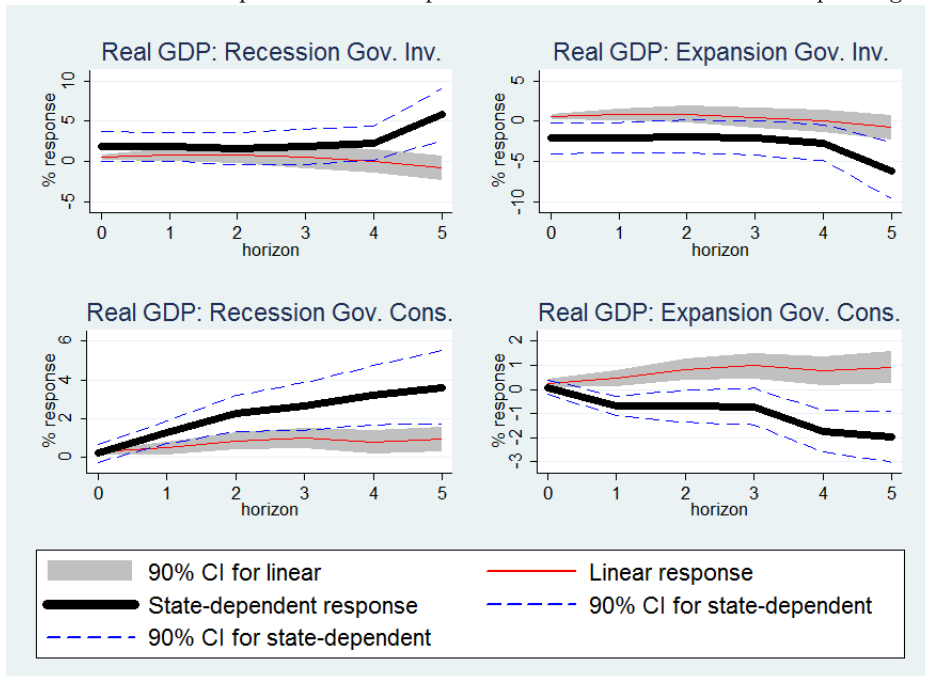 Real GDP: Recession Gov. Inv.
% response
10
5
0
-5
0 1 2 3 4 5
horizon
Real GDP: Expansion Gov. Inv.
% response
5
0
-5
-10
0 1 2 3 4 5
horizon
Real GDP: Recession Gov. Cons.
% response
6
4
2
0
0 1 2 3 4 5
horizon
Real GDP: Expansion Gov. Cons.
% response
2
1
0
-1
-2
-3
0 1 2 3 4 5
horizon
90% CI for linear
Linear response
State-dependent response
90% CI for state-dependent
90% CI for state-dependent